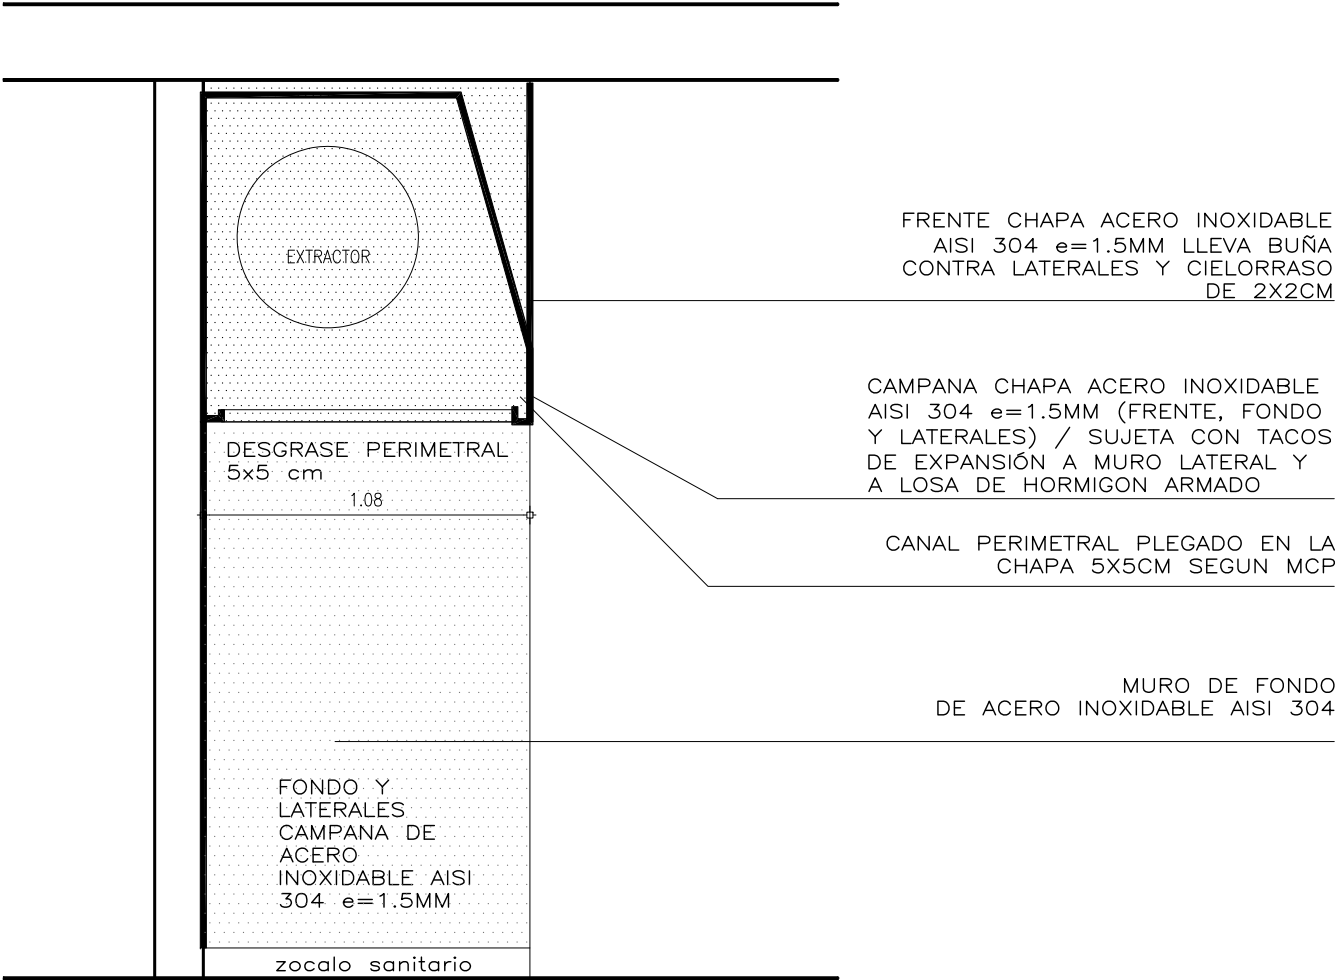 EXTRACTOR
FRENTE CHAPA ACERO INOXIDABLE
AISI 304 e=1.5MM LLEVA BUÑA
CONTRA LATERALES Y CIELORRASO
DE 2X2CM
CAMPANA CHAPA ACERO INOXIDABLE
AISI 304 e=1.5MM (FRENTE, FONDO
Y LATERALES) / SUJETA CON TACOS
DE EXPANSIÓN A MURO LATERAL Y
A LOSA DE HORMIGON ARMADO
DESGRASE PERIMETRAL
5x5 cm
1.08
CANAL PERIMETRAL PLEGADO EN LA
CHAPA 5X5CM SEGUN MCP
MURO DE FONDO
DE ACERO INOXIDABLE AISI 304
FONDO Y
LATERALES
CAMPANA DE
ACERO
INOXIDABLE AISI
304 e=1.5MM
zocalo sanitario